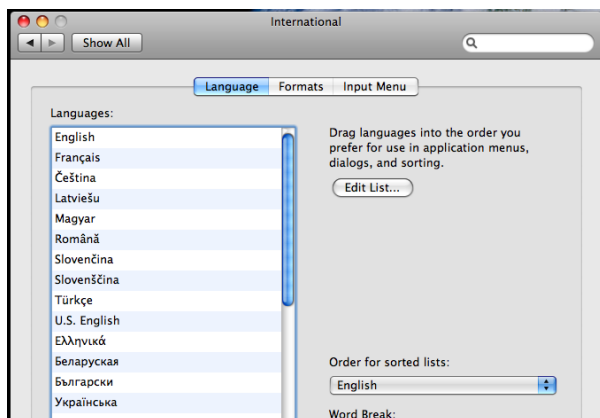 International
Show All
Language Formats Input Menu
Languages:
English
Français
Čeština
Latviešu
Magyar
Română
Slovenčina
Slovenščina
Türkçe
U.S. English
Ελληνικά
Беларуская
Български
Українська
Drag languages into the order you
prefer for use in application menus,
dialogs, and sorting.
Edit List...
Order for sorted lists:
English
Word Break: